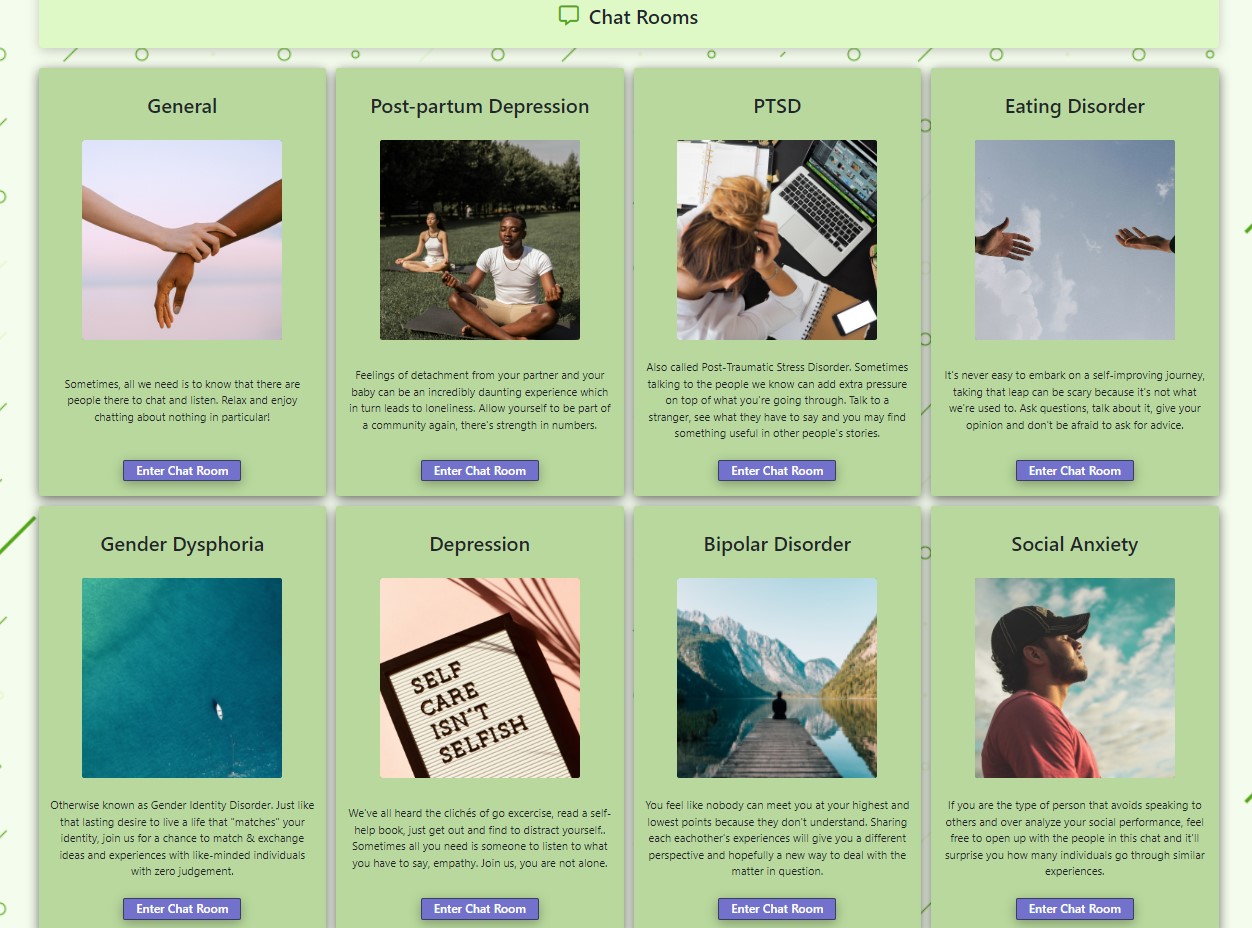 Chat Rooms
General
Sometimes, all we need is to know that there are
people there to chat and listen. Relax and enjoy
chatting about nothing in particular!
Enter Chat Room
Post-partum Depression
Feelings of detachment from your partner and your
baby can be an incredibly daunting experience which
in turn leads to loneliness. Allow yourself to be part of
a community again, there's strength in numbers.
Enter Chat Room
PTSD
Also called Post-Traumatic Stress Disorder. Sometimes
talking to the people we know can add extra pressure
on top of what you're going through. Talk to a
stranger, see what they have to say and you may find
something useful in other people's stories.
Enter Chat Room
Eating Disorder
It's never easy to embark on a self-improving journey,
taking that leap can be scary because it's not what
we're used to. Ask questions, talk about it, give your
opinion and don't be afraid to ask for advice.
Enter Chat Room
Gender Dysphoria
Otherwise known as Gender Identity Disorder. Just like
that lasting desire to live a life that "matches" your
identity, join us for a chance to match & exchange
ideas and experiences with like-minded individuals
with zero judgement.
Enter Chat Room
Depression
SELF
CARE
ISN'T
SELFISH
We've all heard the clichés of go excercise, read a self-
help book, just get out and find to distract yourself..
Sometimes all you need is someone to listen to what
you have to say, empathy. Join us, you are not alone.
Enter Chat Room
Bipolar Disorder
You feel like nobody can meet you at your highest and
lowest points because they don't understand. Sharing
each eachother's experiences will give you a different
perspective and hopefully a new way to deal with the
matter in question.
Enter Chat Room
Social Anxiety
If you are the type of person that avoids speaking to
others and over analyze your social performance, feel
free to open up with the people in this chat and it'll
surprise you how many individuals go through similar
experiences.
Enter Chat Room